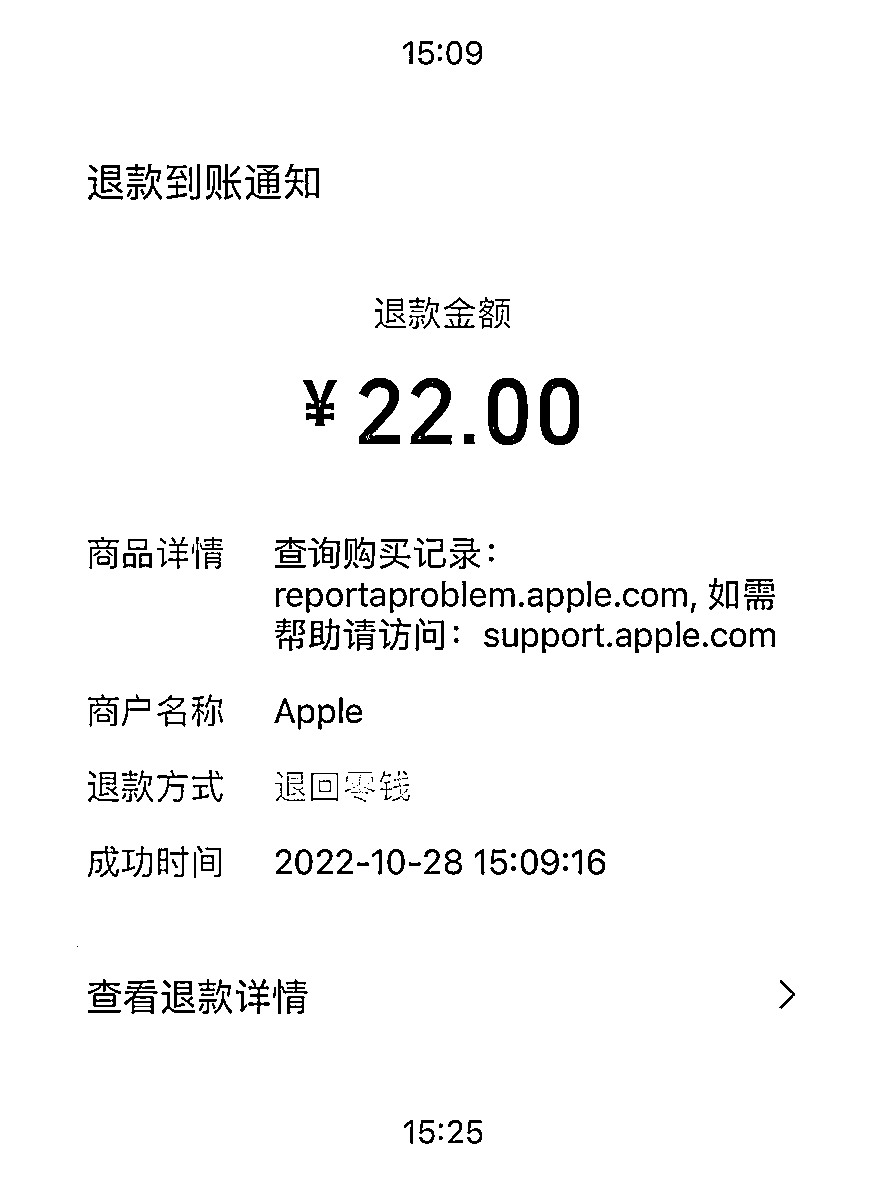 15:09
退款到账通知
退款金额
¥22.00
商品详情 查询购买记录：
reportaproblem.apple.com, 如需
帮助请访问：support.apple.com
商户名称 Apple
退款方式 退回零钱
成功时间 2022-10-28 15:09:16
查看退款详情
15:25